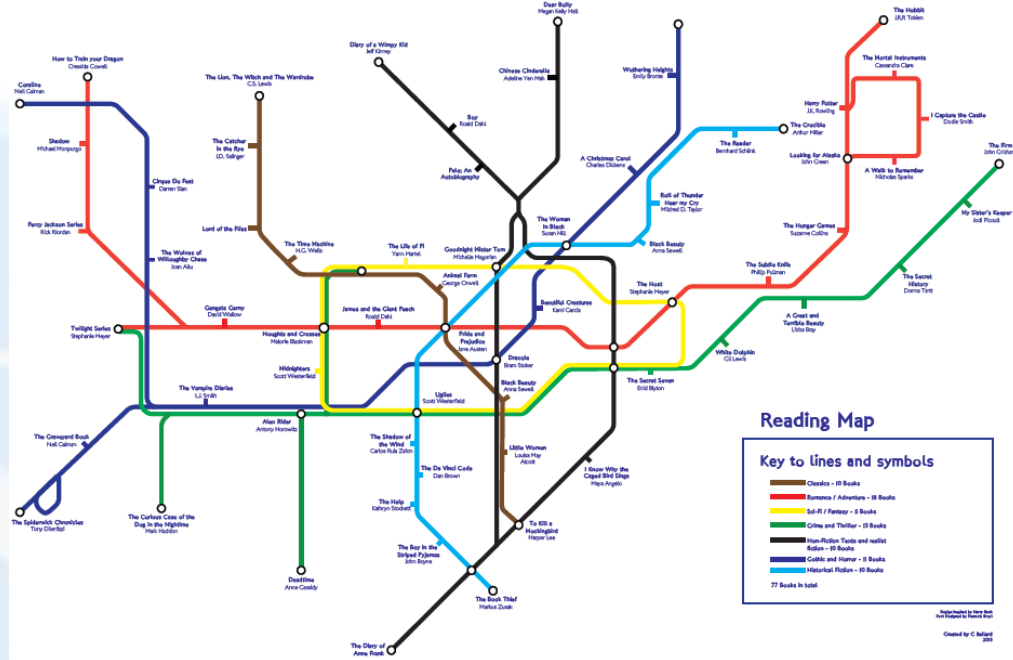 Dear Bully
Megan Kelly Hall
The Hobbit
J.R.R Tolkien
Diary of a Wimpy Kid
Jeff Kinney
How to Train your Dragon
Cressida Cowell
Chinese Cinderella
Adeline Yen Mah
Wuthering Heights
Emily Bronte
The Mortal Instruments
Cassandra Clare
The Lion, The Witch and The Wardrobe
C.S. Lewis
Coraline
Neil Gaiman
Harry Potter
J.K. Rowling
I Capture the Castle
Dodie Smith
Boy
Roald Dahl
The Crucible
Arthur Miller
The Reader
Bernhard Schlink
Shadow
Michael Morpurgo
The Catcher
in the Rye
J.D. Salinger
Looking for Alaska
John Green
The Firm
John Grisham
A Christmas Carol
Charles Dickens
Pele; An
Autobiography
A Walk to Remember
Nicholas Sparks
Cirque Du Freak
Darren Shan
Roll of Thunder
Hear my Cry
Mildred D. Taylor
My Sister's Keeper
Jodi Picoult
The Woman
In Black
Susan Hill
Percy Jackson Series
Rick Riordan
Lord of the Flies
The Hunger Games
Suzanne Collins
The Time Machine
H.G. Wells
The Life of Pi
Yann Martel
Goodnight Mister Tom
Michelle Magorian
Black Beauty
Anna Sewell
The Wolves of
Willoughby Chase
Joan Aiku
Animal Farm
George Orwell
The Subtle Knife
Phillip Pullman
The Secret
History
Donna Tartt
The Host
Stephanie Meyer
Gangsta Granny
David Wallow
James and the Giant Peach
Roald Dahl
Beautiful Creatures
Kami Garcia
A Great and
Terrible Beauty
Libba Bray
Twilight Series
Stephanie Meyer
Noughts and Crosses
Malorie Blackman
Pride and
Prejudice
Jane Austen
White Dolphin
Gil Lewis
Dracula
Bram Stoker
Midnighters
Scott Westerfeld
The Secret Seven
Enid Blyton
The Vampire Diaries
L.J. Smith
Black Beauty
Anna Sewell
Uglies
Scott Westerfield
Alex Rider
Antony Horowitz
Reading Map
The Graveyard Book
Neil Gaiman
The Shadow of
the Wind
Carlos Ruiz Zafon
Little Women
Louisa May
Alcott
Key to lines and symbols
Classics - 10 Books
Romance / Adventure - 18 Books
Sci-Fi / Fantasy - 5 Books
Crime and Thriller - 13 Books
Non-Fiction Texts and realist
fiction - 10 Books
Gothic and Horror - 11 Books
Historical Fiction - 10 Books
77 Books in total
The Da Vinci Code
Dan Brown
I Know Why the
Caged Bird Sings
Maya Angelo
The Help
Kathryn Stockett
The Spiderwick Chronicles
Tony Diterlizzi
The Curious Case of the
Dog in the Nightime
Mark Haddon
To Kill a
Mockingbird
Harper Lee
The Boy in the
Striped Pyjamas
John Boyne
Deadtime
Anne Cassidy
The Book Thief
Markus Zusak
The Diary of
Anne Frank
Created by C Ballard